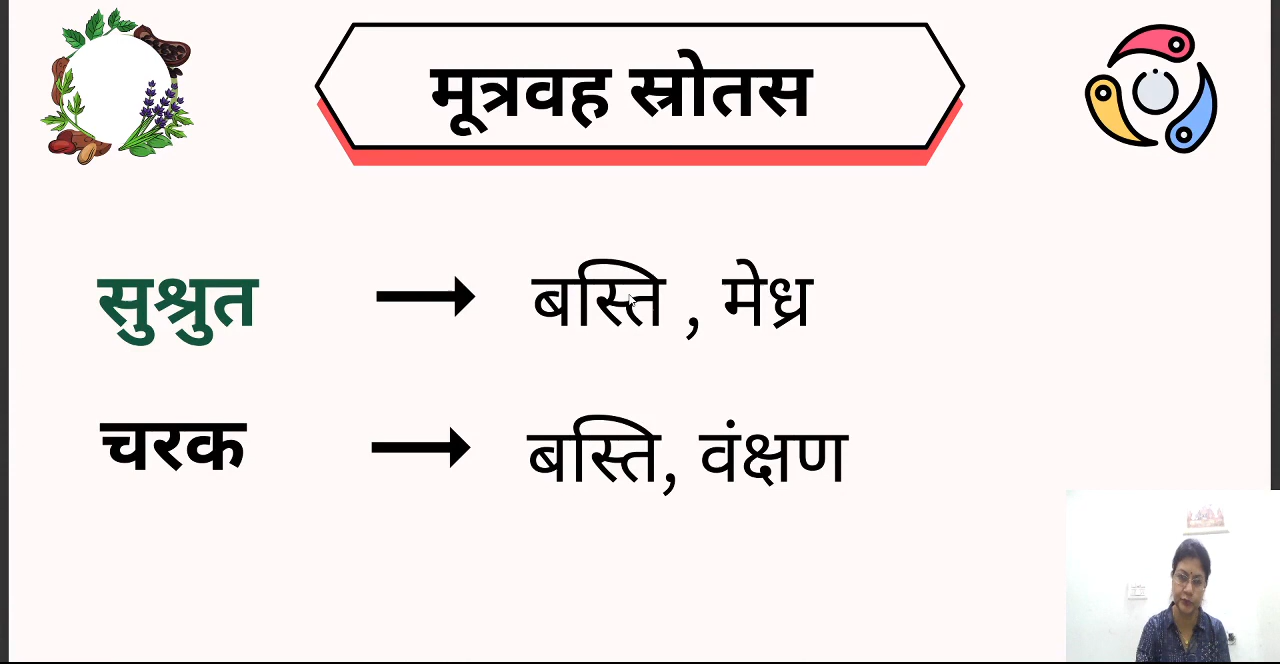 मूत्रवह स्रोतस
सुश्रुत → बस्ति , मेध्र
चरक → बस्ति, वंक्षण